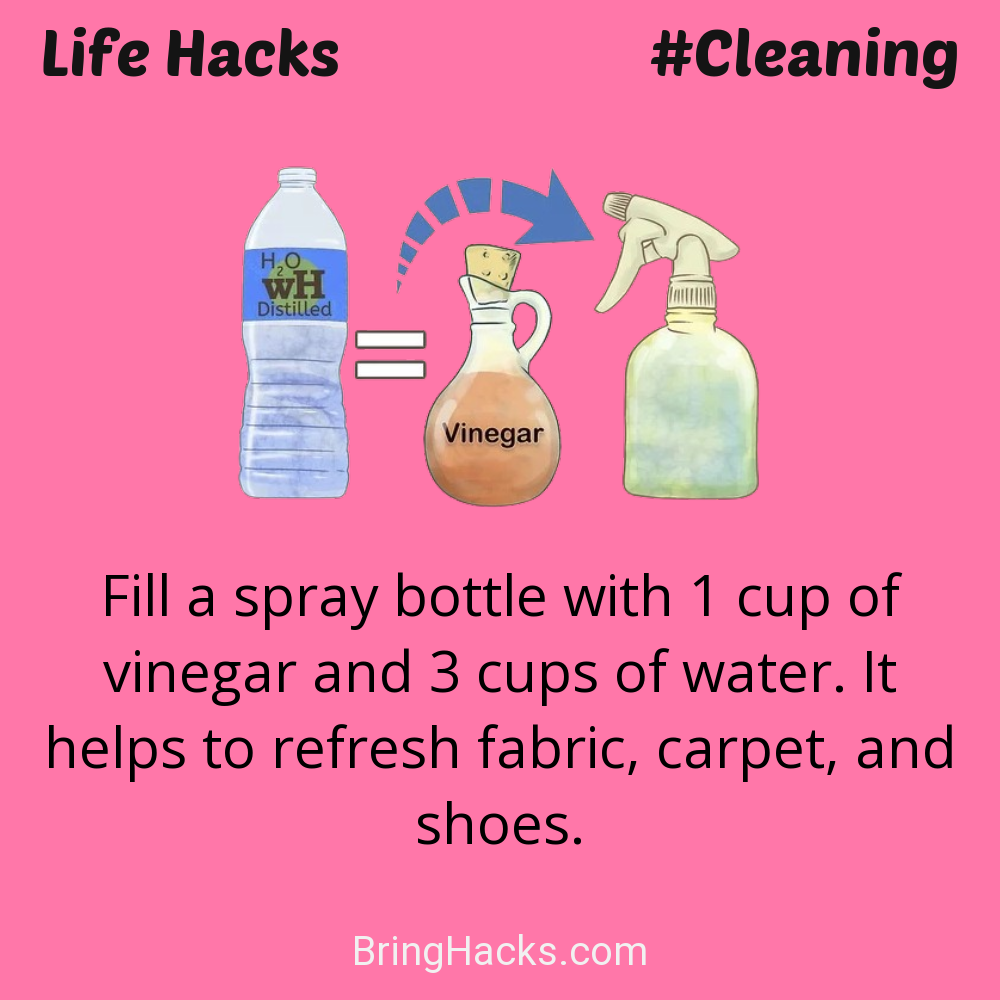 Life Hacks #Cleaning
H2O
wH
Distilled
Vinegar
Fill a spray bottle with 1 cup of
vinegar and 3 cups of water. It
helps to refresh fabric, carpet, and
shoes.
BringHacks.com